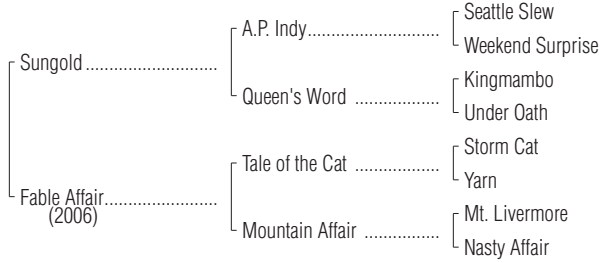 Seattle Slew
A.P. Indy
Weekend Surprise
Sungold
Kingmambo
Queen's Word
Under Oath
Storm Cat
Tale of the Cat
Yarn
Fable Affair
(2006)
Mt. Livermore
Mountain Affair
Nasty Affair